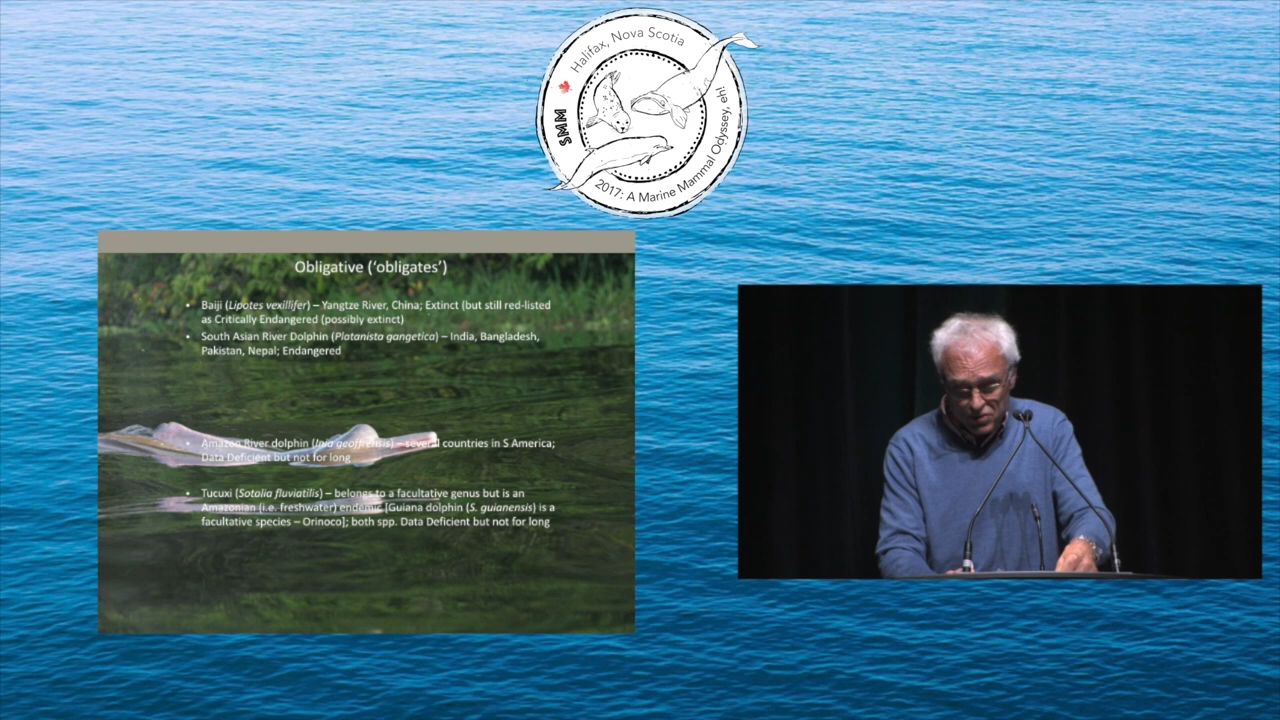 Halifax, Nova Scotia
SMM
2017: A Marine Mammal Odyssey, eh!
Obligative (‘obligates’)
• Baiji (Lipotes vexillifer) – Yangtze River, China; Extinct (but still red-listed
as Critically Endangered (possibly extinct)
• South Asian River Dolphin (Platanista gangetica) – India, Bangladesh,
Pakistan, Nepal; Endangered
• Amazon River dolphin (Inia geoffrensis) – several countries in S America;
Data Deficient but not for long
• Tucuxi (Sotalia fluviatilis) – belongs to a facultative genus but is an
Amazonian (i.e. freshwater) endemic [Guiana dolphin (S. guianensis) is a
facultative species – Orinoco]; both spp. Data Deficient but not for long